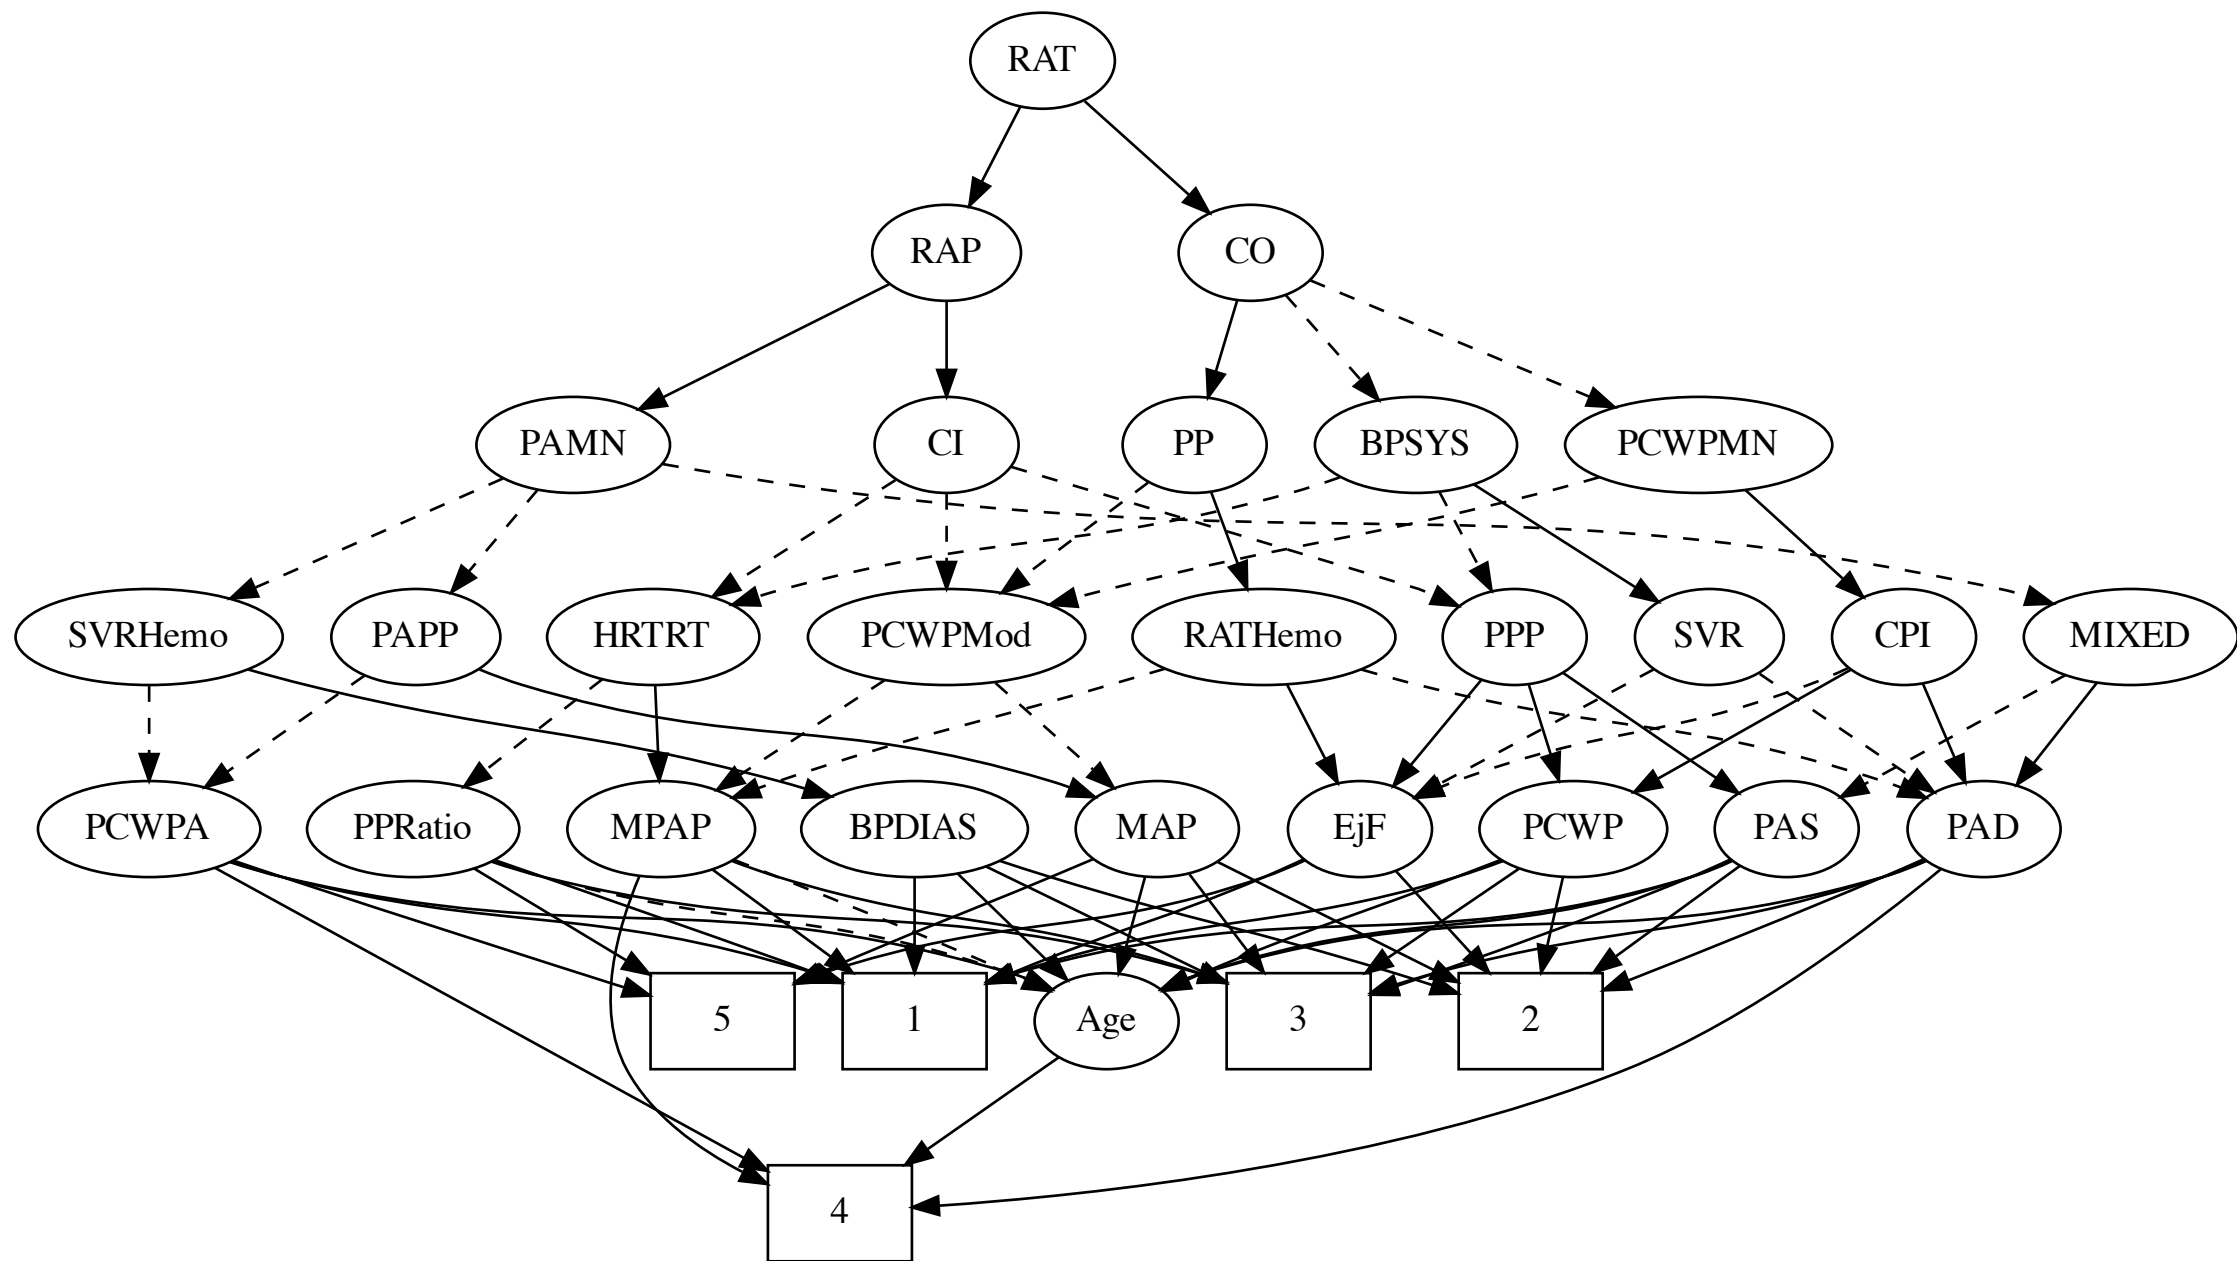 RAT
RAP
CO
PAMN
CI
PP
BPSYS
PCWPMN
SVRHemo
PAPP
HRTRT
PCWPMod
RATHemo
PPP
SVR
CPI
MIXED
PCWPA
PPRatio
MPAP
BPDIAS
MAP
EjF
PCWP
PAS
PAD
5
1
Age
3
2
4